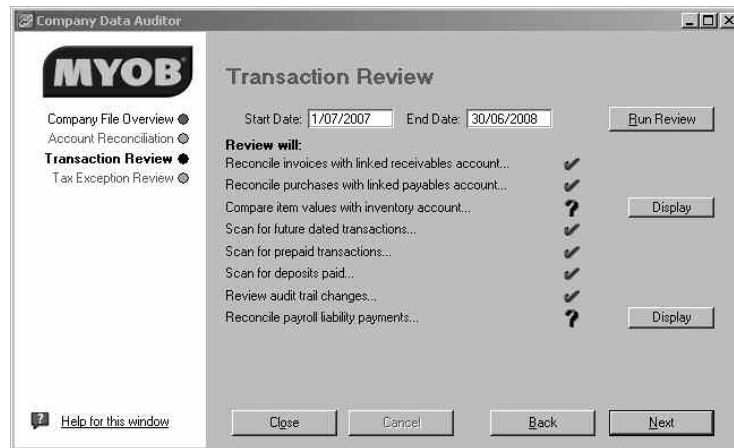 Company Data Auditor
MYOB
Company File Overview
Account Reconciliation
Transaction Review
Tax Exception Review
Help for this window
Transaction Review
Start Date: 1/07/2007 End Date: 30/06/2008 Run Review
Review will:
Reconcile invoices with linked receivables account...
Reconcile purchases with linked payables account...
Compare item values with inventory account... ? Display
Scan for future dated transactions...
Scan for prepaid transactions...
Scan for deposits paid...
Review audit trail changes...
Reconcile payroll liability payments... ? Display
Close Cancel Back Next